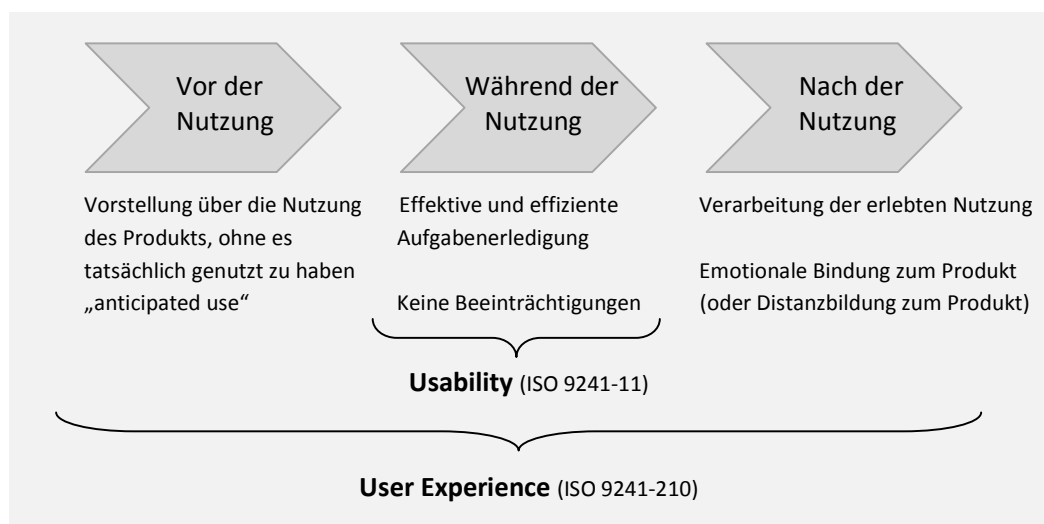 Vor der
Nutzung
Während der
Nutzung
Nach der
Nutzung
Vorstellung über die Nutzung
des Produkts, ohne es
tatsächlich genutzt zu haben
„anticipated use“
Effektive und effiziente
Aufgabenerledigung
Keine Beeinträchtigungen
Verarbeitung der erlebten Nutzung
Emotionale Bindung zum Produkt
(oder Distanzbildung zum Produkt)
Usability (ISO 9241-11)
User Experience (ISO 9241-210)